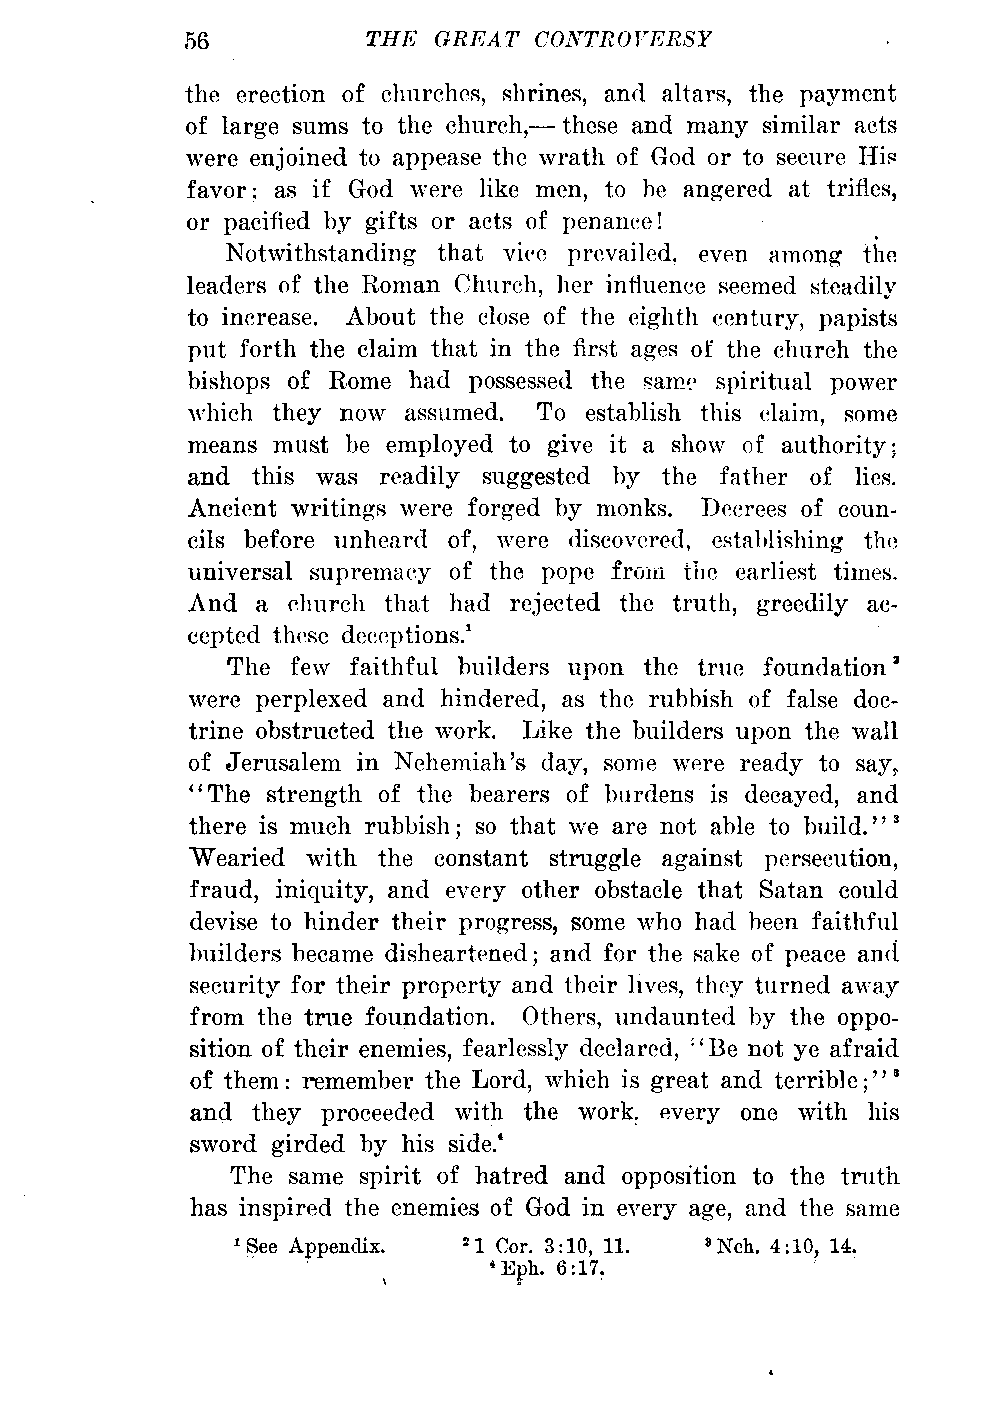 56 THE GREAT CONTROVERSY
the erection of churches, shrines, and altars, the payment
of large sums to the church,— these and many similar acts
were enjoined to appease the wrath of God or to secure His
favor; as if God were like men, to be angered at trifles,
or pacified by gifts or acts of penance!
Notwithstanding that vice prevailed, even among the
leaders of the Roman Church, her influence seemed steadily
to increase. About the close of the eighth century, papists
put forth the claim that in the first ages of the church the
bishops of Rome had possessed the same spiritual power
which they now assumed. To establish this claim, some
means must be employed to give it a show of authority;
and this was readily suggested by the father of lies.
Ancient writings were forged by monks. Decrees of coun-
cils before unheard of, were discovered, establishing the
universal supremacy of the pope from the earliest times.
And a church that had rejected the truth, greedily ac-
cepted these deceptions.¹
The few faithful builders upon the true foundation²
were perplexed and hindered, as the rubbish of false doc-
trine obstructed the work. Like the builders upon the wall
of Jerusalem in Nehemiah's day, some were ready to say,
"The strength of the bearers of burdens is decayed, and
there is much rubbish; so that we are not able to build."³
Wearied with the constant struggle against persecution,
fraud, iniquity, and every other obstacle that Satan could
devise to hinder their progress, some who had been faithful
builders became disheartened; and for the sake of peace and
security for their property and their lives, they turned away
from the true foundation. Others, undaunted by the oppo-
sition of their enemies, fearlessly declared, "Be not ye afraid
of them: remember the Lord, which is great and terrible;"³
and they proceeded with the work, every one with his
sword girded by his side.⁴
The same spirit of hatred and opposition to the truth
has inspired the enemies of God in every age, and the same
¹ See Appendix. ² 1 Cor. 3:10, 11. ³ Neh. 4:10, 14.
⁴ Eph. 6:17.